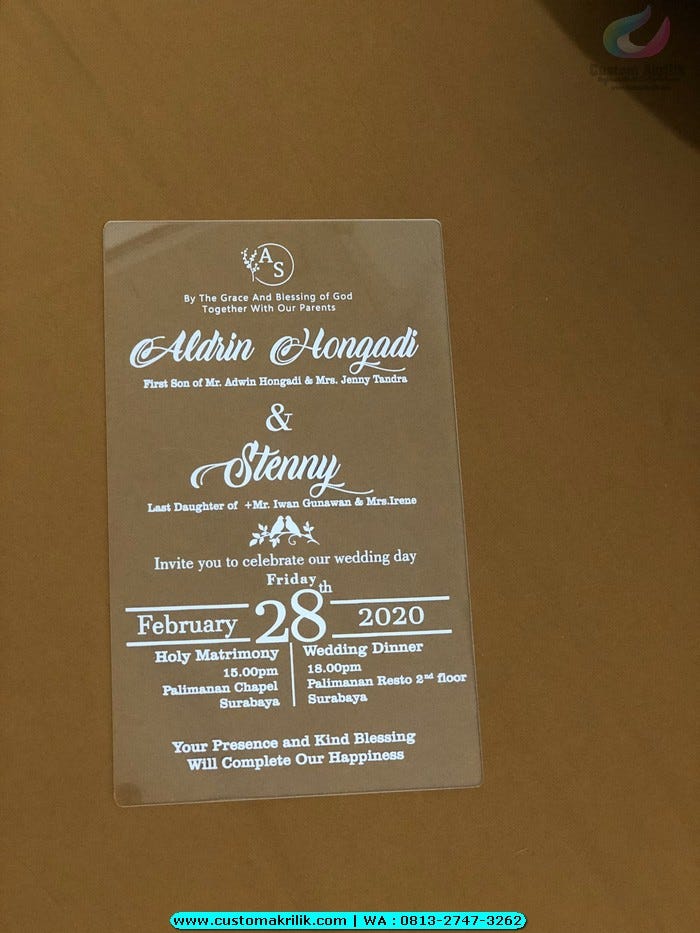 Custom Akrilik
A
S
By The Grace And Blessing of God
Together With Our Parents
Aldrin Hongadi
First Son of Mr. Adwin Hongadi & Mrs. Jenny Tandra
&
Stenny
Last Daughter of +Mr. Iwan Gunawan & Mrs.Irene
Invite you to celebrate our wedding day
Friday
February 28th 2020
Holy Matrimony
15.00pm
Palimanan Chapel
Surabaya
Wedding Dinner
18.00pm
Palimanan Resto 2nd floor
Surabaya
Your Presence and Kind Blessing
Will Complete Our Happiness
www.customakrilik.com | WA : 0813-2747-3262